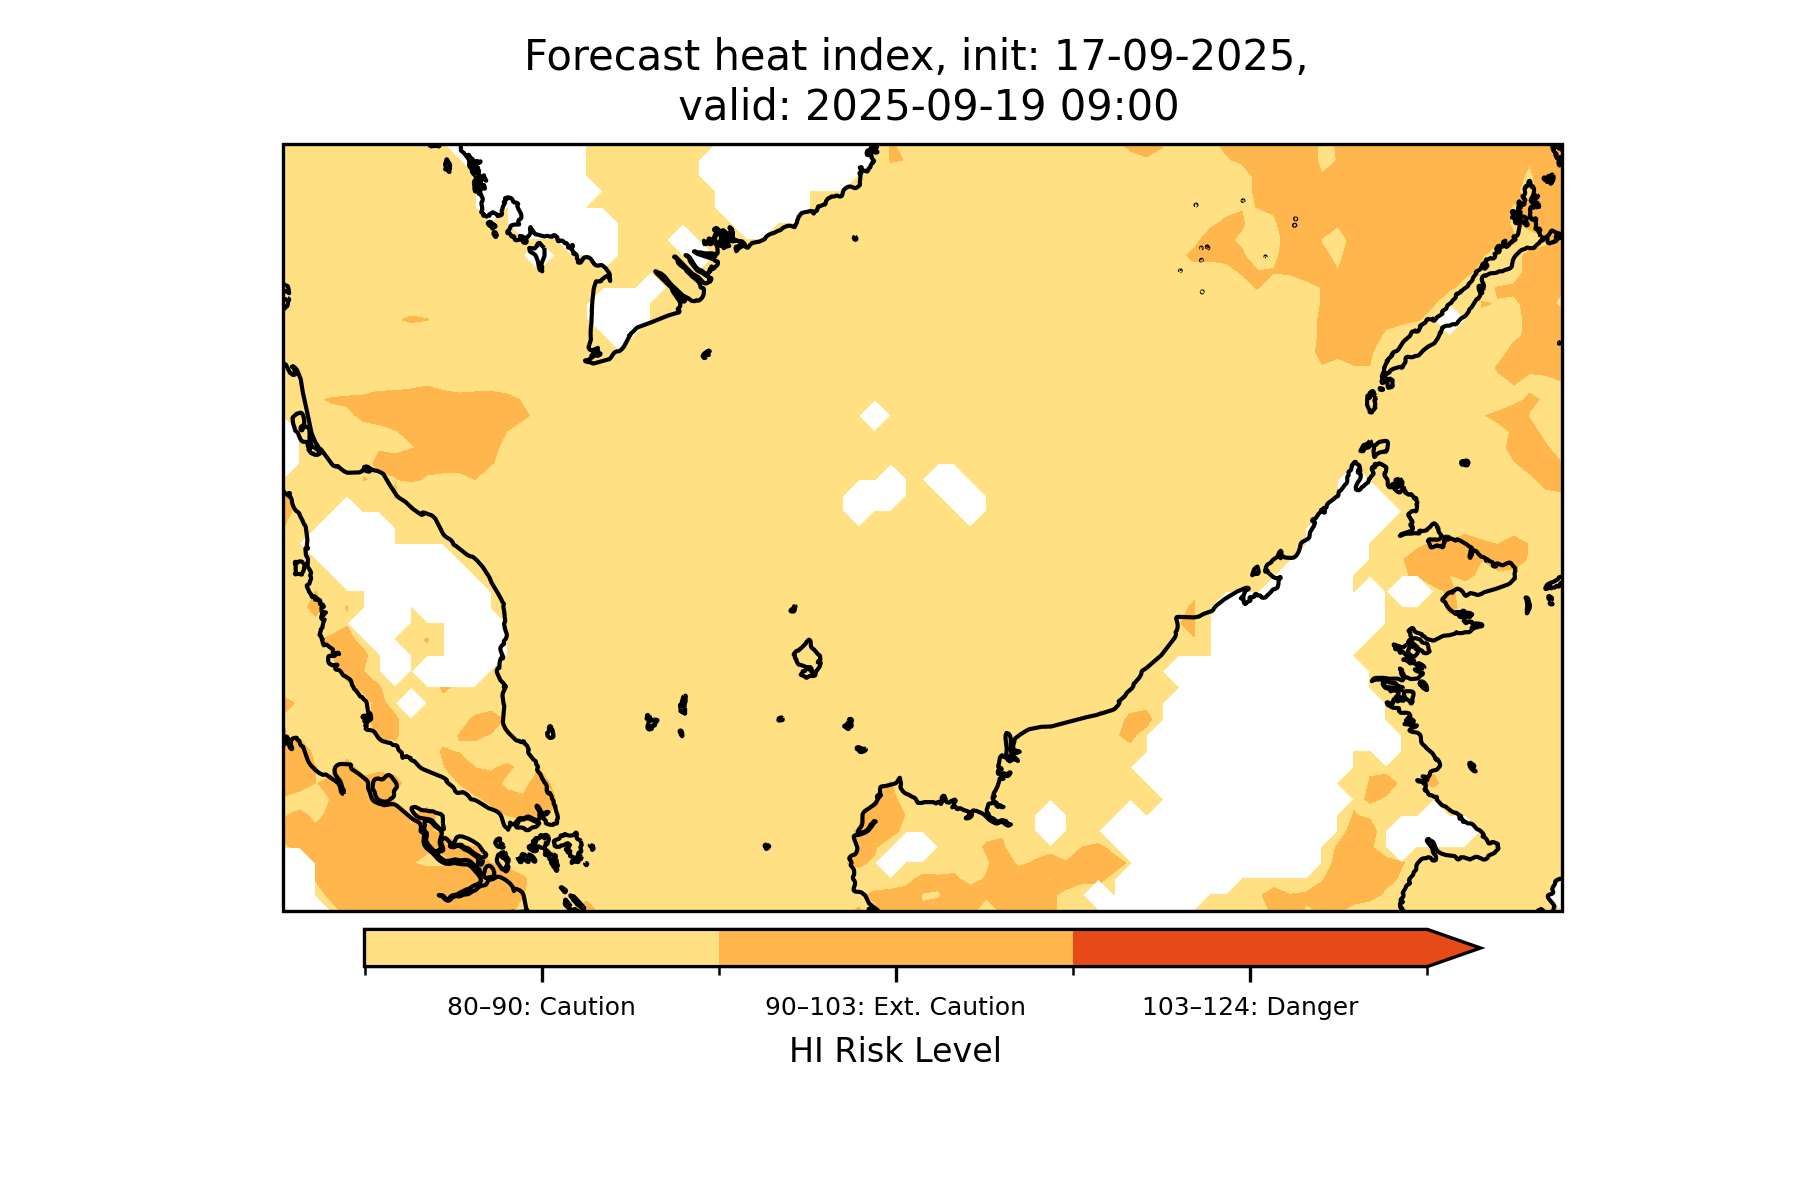 Forecast heat index, init: 17-09-2025,
valid: 2025-09-19 09:00
80–90: Caution
90–103: Ext. Caution
103–124: Danger
HI Risk Level